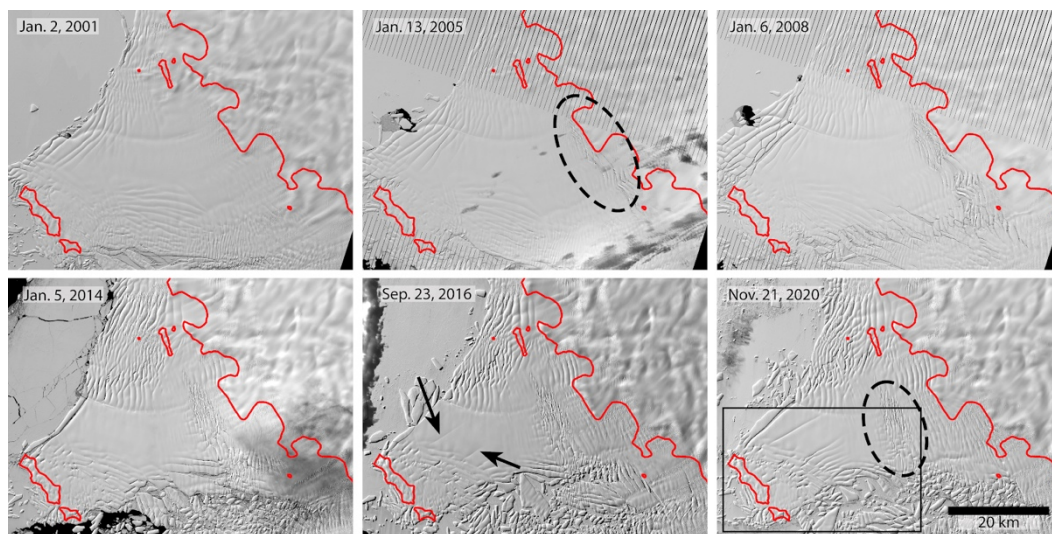 Jan. 2, 2001
Jan. 13, 2005
Jan. 6, 2008
Jan. 5, 2014
Sep. 23, 2016
Nov. 21, 2020
20 km